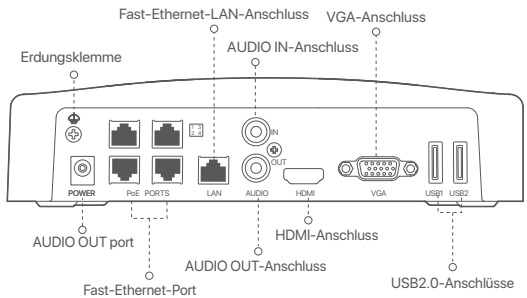 Fast-Ethernet-LAN-Anschluss
VGA-Anschluss
AUDIO IN-Anschluss
Erdungsklemme
IN
OUT
POWER
PoE
PORTS
LAN
AUDIO
HDMI
VGA
USB1
USB2
AUDIO OUT port
HDMI-Anschluss
AUDIO OUT-Anschluss
Fast-Ethernet-Port
USB2.0-Anschlüsse